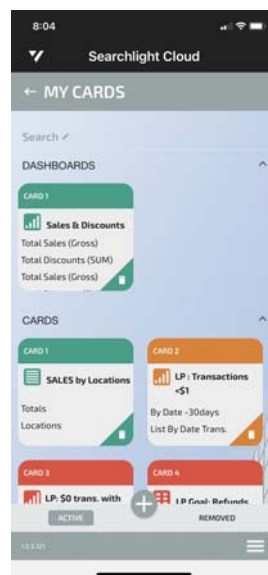 8:04
Searchlight Cloud
← MY CARDS
Search
DASHBOARDS
CARD 1
Sales & Discounts
Total Sales (Gross)
Total Discounts (SUM)
Total Sales (Gross)
CARDS
CARD 1
SALES by Locations
Totals
Locations
CARD 2
LP : Transactions
<$1
By Date -30days
List By Date Trans.
CARD 3
LP: $0 trans. with
CARD 4
LP Goal: Refunds
ACTIVE
+
REMOVED